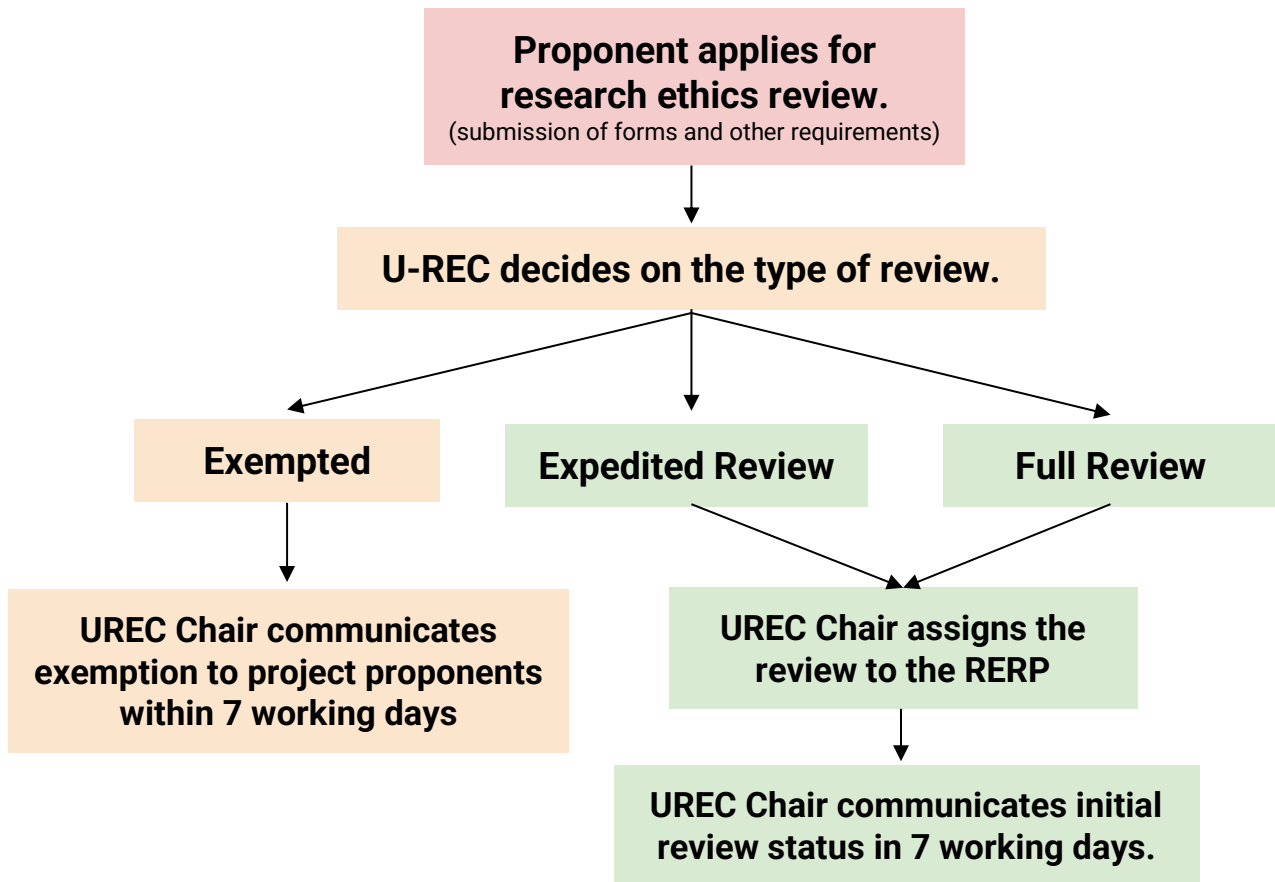 Proponent applies for
research ethics review.
(submission of forms and other requirements)
U-REC decides on the type of review.
Exempted
Expedited Review
Full Review
UREC Chair communicates
exemption to project proponents
within 7 working days
UREC Chair assigns the
review to the RERP
UREC Chair communicates initial
review status in 7 working days.